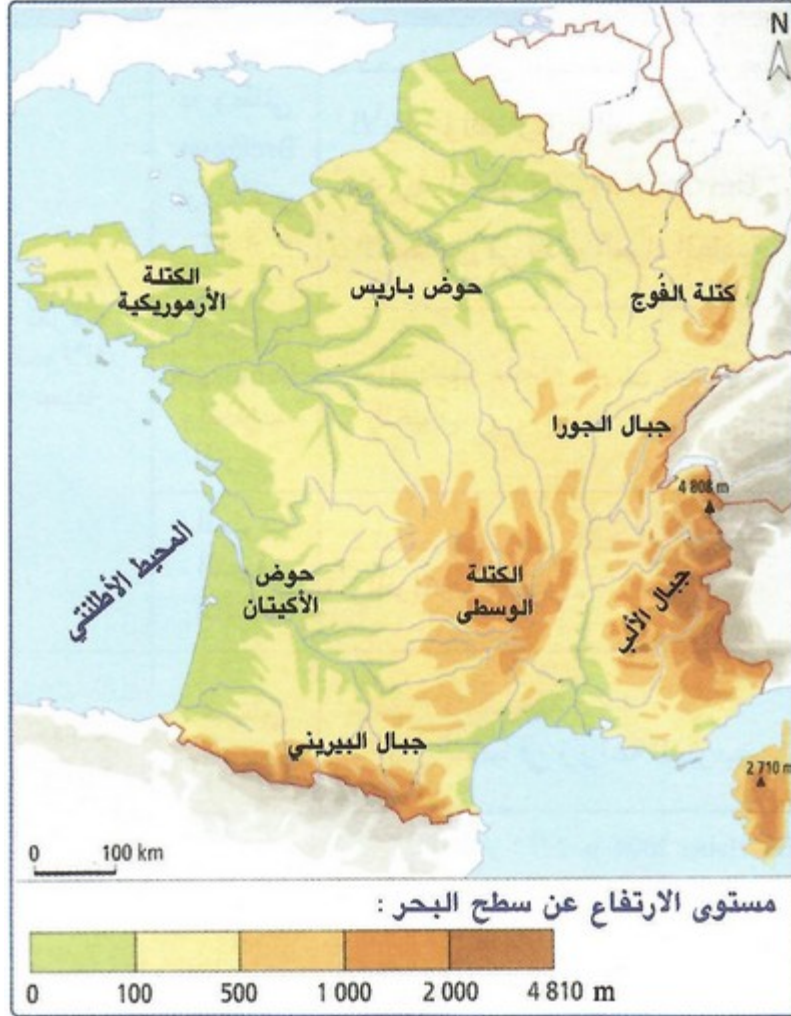 N
الكتلة
الأرموريكية
حوض باريس
كتلة الفُوج
جبال الجورا
4 808 m
المحيط الأطلنتي
حوض
الأكيتان
الكتلة
الوسطى
جبال الألب
جبال البيريني
2 710 m
0 100 km
مستوى الارتفاع عن سطح البحر :
0 100 500 1 000 2 000 4 810 m